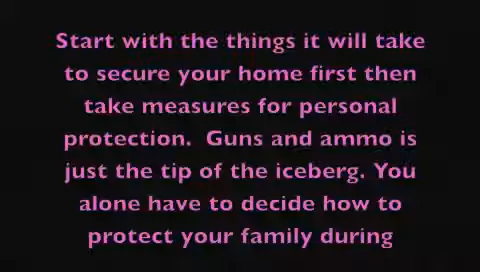 Start with the things it will take
to secure your home first then
take measures for personal
protection.  Guns and ammo is
just the tip of the iceberg. You
alone have to decide how to
protect your family during